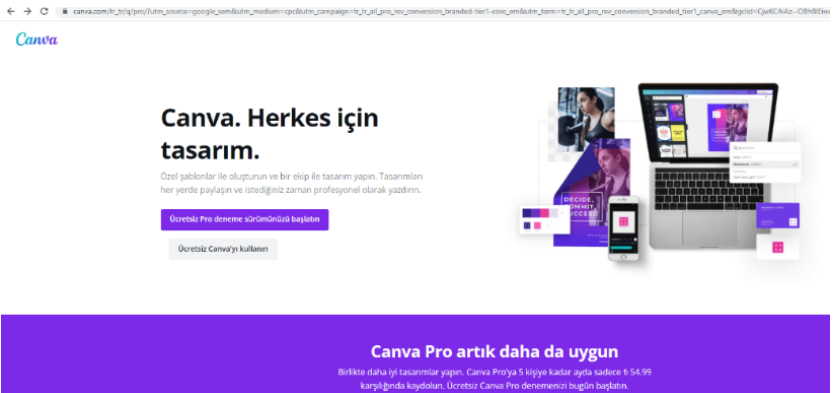 canva.com/tr_tr/q/pro/?utm_source=google_sem&utm_medium=cpc&utm_campaign=tr_tr_all_pro_rev_conversion_branded-tier1-core_em&utm_term=tr_tr_all_pro_rev_conversion_branded_tier1_canva_em&gclid=
Canva
Canva. Herkes için
tasarım.
Özel şablonlar ile oluşturun ve bir ekip ile tasarım yapın. Tasarımları
her yerde paylaşın ve istediğiniz zaman profesyonel olarak yazdırın.
Ücretsiz Pro deneme sürümünüzü başlatın
Ücretsiz Canva'yı kullanın
DECIDE,
COMMIT,
SUCCEED
Canva Pro artık daha da uygun
Birlikte daha iyi tasarımlar yapın. Canva Pro'ya 5 kişiye kadar ayda sadece ₺ 54.99
karşılığında kaydolun. Ücretsiz Canva Pro denemenizi bugün başlatın.